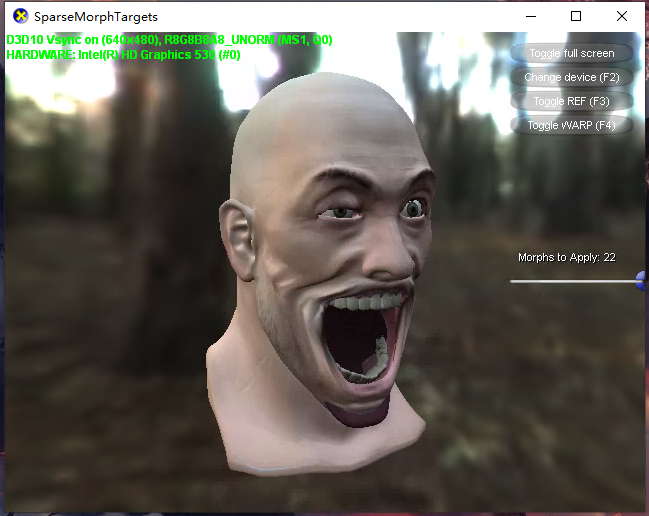 SparseMorphTargets
D3D10 Vsync on (640x480), R8G8B8A8_UNORM (MS1, Q0)
HARDWARE: Intel(R) HD Graphics 530 (#0)
Toggle full screen
Change device (F2)
Toggle REF (F3)
Toggle WARP (F4)
Morphs to Apply: 22